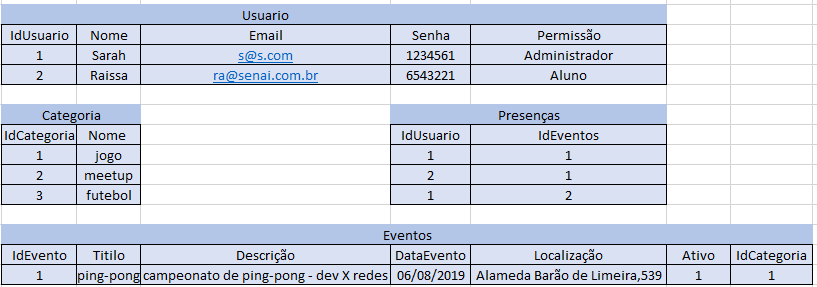 Usuario
IdUsuario Nome Email Senha Permissão
1 Sarah s@s.com 1234561 Administrador
2 Raissa ra@senai.com.br 6543221 Aluno
Categoria Presenças
IdCategoria Nome IdUsuario IdEventos
1 jogo 1 1
2 meetup 2 1
3 futebol 1 2
Eventos
IdEvento Titilo Descrição DataEvento Localização Ativo IdCategoria
1 ping-pong campeonato de ping-pong - dev X redes 06/08/2019 Alameda Barão de Limeira,539 1 1